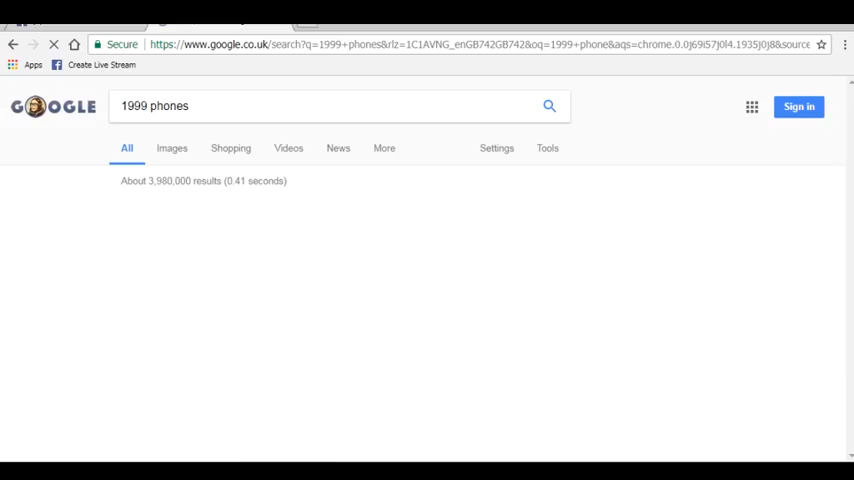 Secure https://www.google.co.uk/search?q=1999+phones&rlz=1C1AVNG_enGB742GB742&oq=1999+phone&aqs=chrome.0.0j69i57j0l4.1935j0j8&source
Apps Create Live Stream
GOOGLE 1999 phones Sign in
All Images Shopping Videos News More Settings Tools
About 3,980,000 results (0.41 seconds)